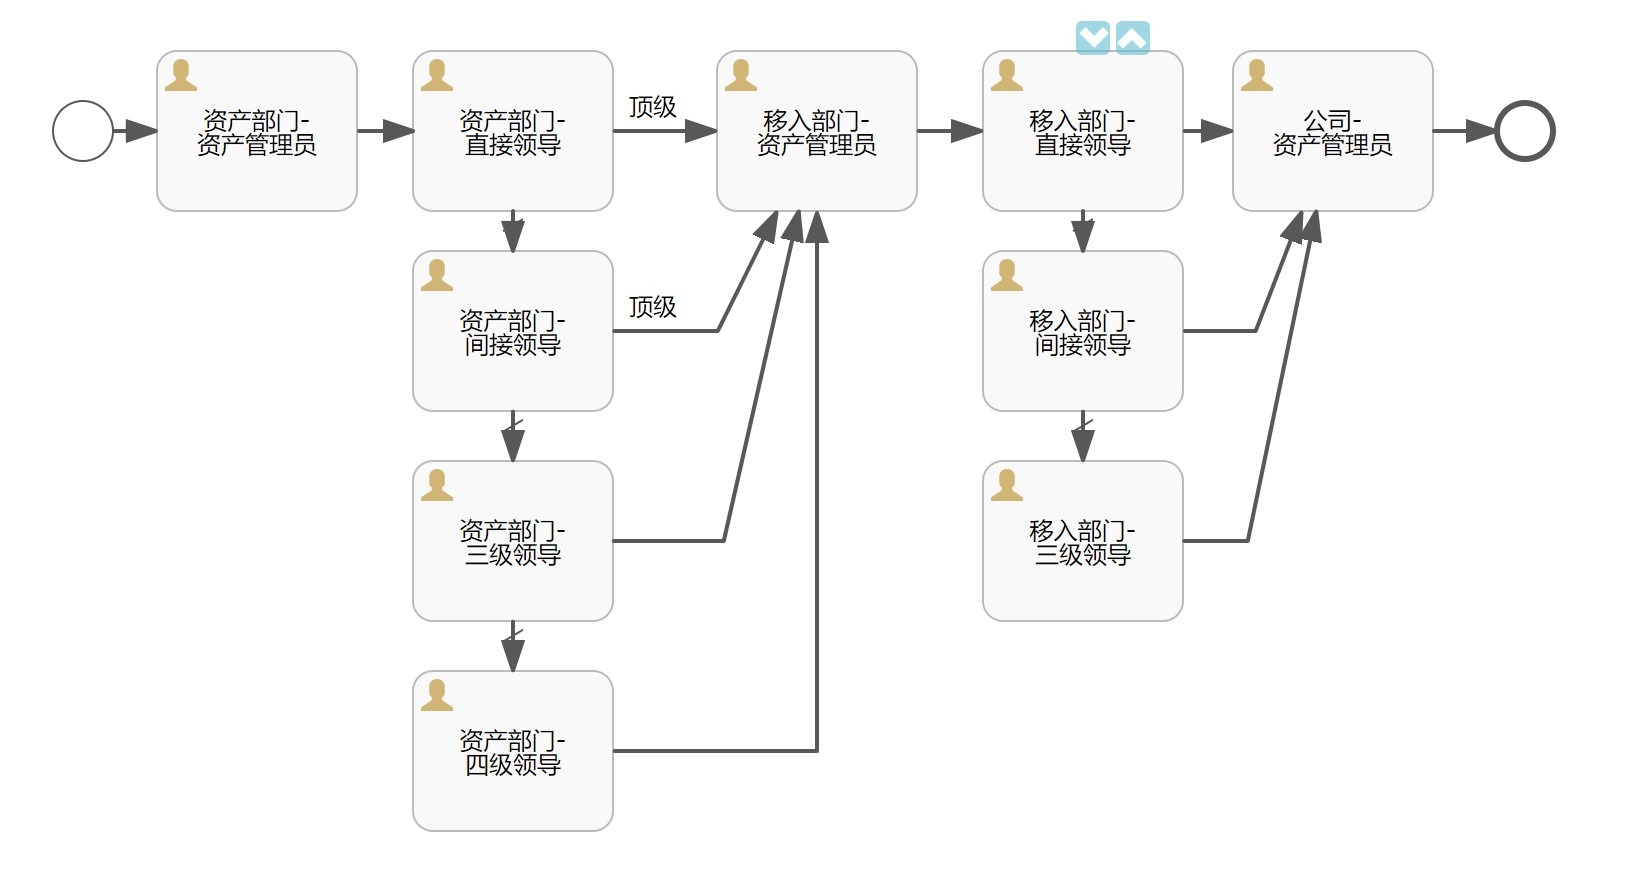 资产部门-
资产管理员
资产部门-
直接领导
顶级
移入部门-
资产管理员
移入部门-
直接领导
公司-
资产管理员
资产部门-
间接领导
顶级
移入部门-
间接领导
资产部门-
三级领导
移入部门-
三级领导
资产部门-
四级领导